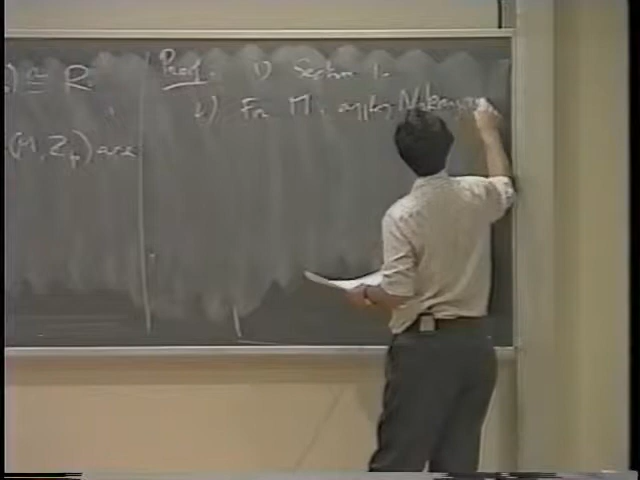 ) ≅ R
(M, Z_p) are
Proof. 1) Section 1.
2) For M, apply Nakayama